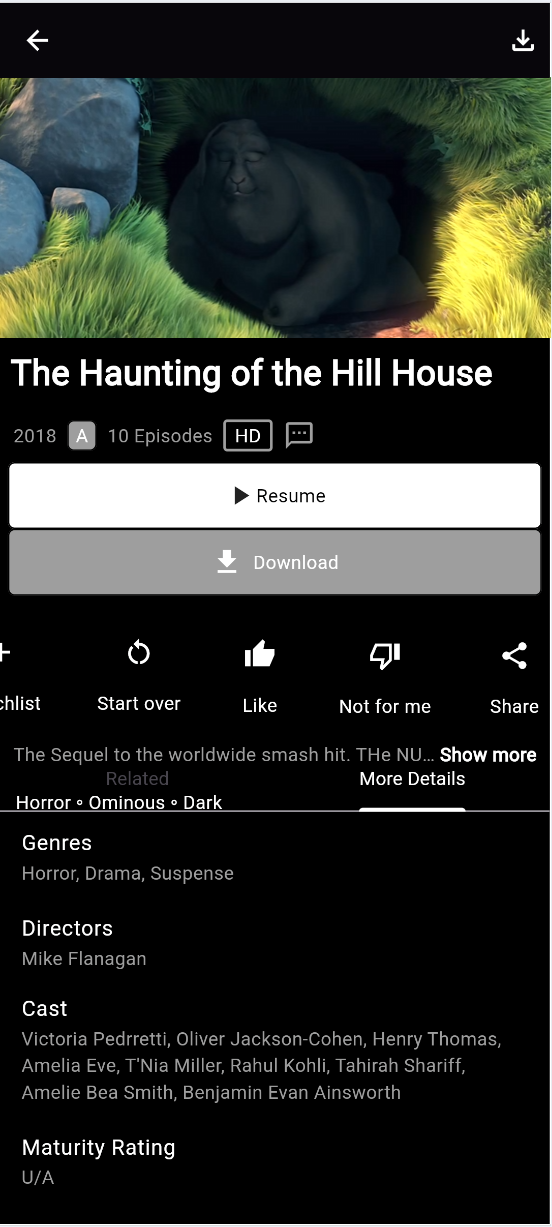 The Haunting of the Hill House
2018 A 10 Episodes HD
Resume
Download
chlist Start over Like Not for me Share
The Sequel to the worldwide smash hit. THe NU... Show more
Related More Details
Horror ∘ Ominous ∘ Dark
Genres
Horror, Drama, Suspense
Directors
Mike Flanagan
Cast
Victoria Pedrretti, Oliver Jackson-Cohen, Henry Thomas,
Amelia Eve, T'Nia Miller, Rahul Kohli, Tahirah Shariff,
Amelie Bea Smith, Benjamin Evan Ainsworth
Maturity Rating
U/A